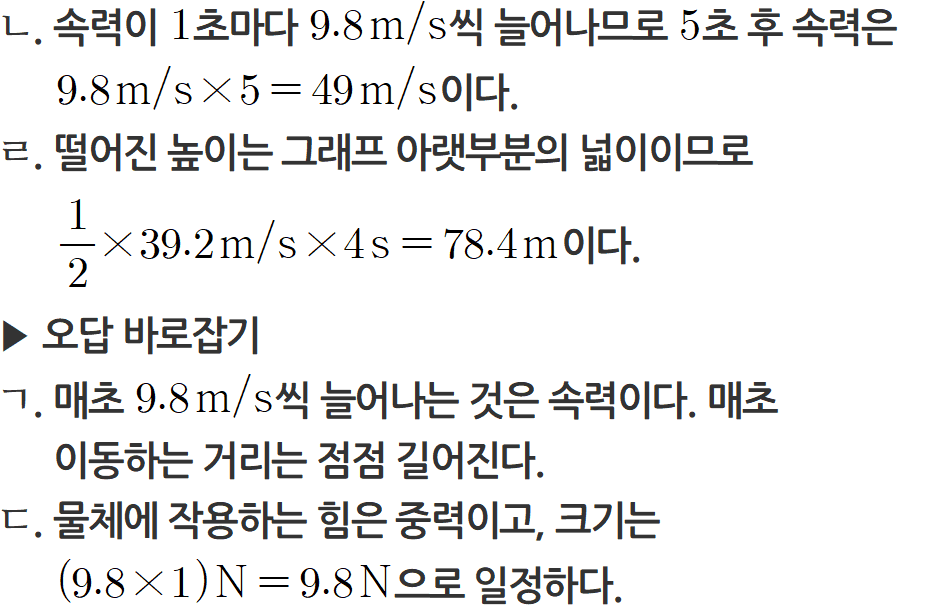 ㄴ. 속력이 1초마다 9.8m/s씩 늘어나므로 5초 후 속력은
9.8m/s×5=49m/s이다.
ㄹ. 떨어진 높이는 그래프 아랫부분의 넓이이므로
1/2×39.2m/s×4s=78.4m이다.
▶ 오답 바로잡기
ㄱ. 매초 9.8m/s씩 늘어나는 것은 속력이다. 매초
이동하는 거리는 점점 길어진다.
ㄷ. 물체에 작용하는 힘은 중력이고, 크기는
(9.8×1)N=9.8N으로 일정하다.